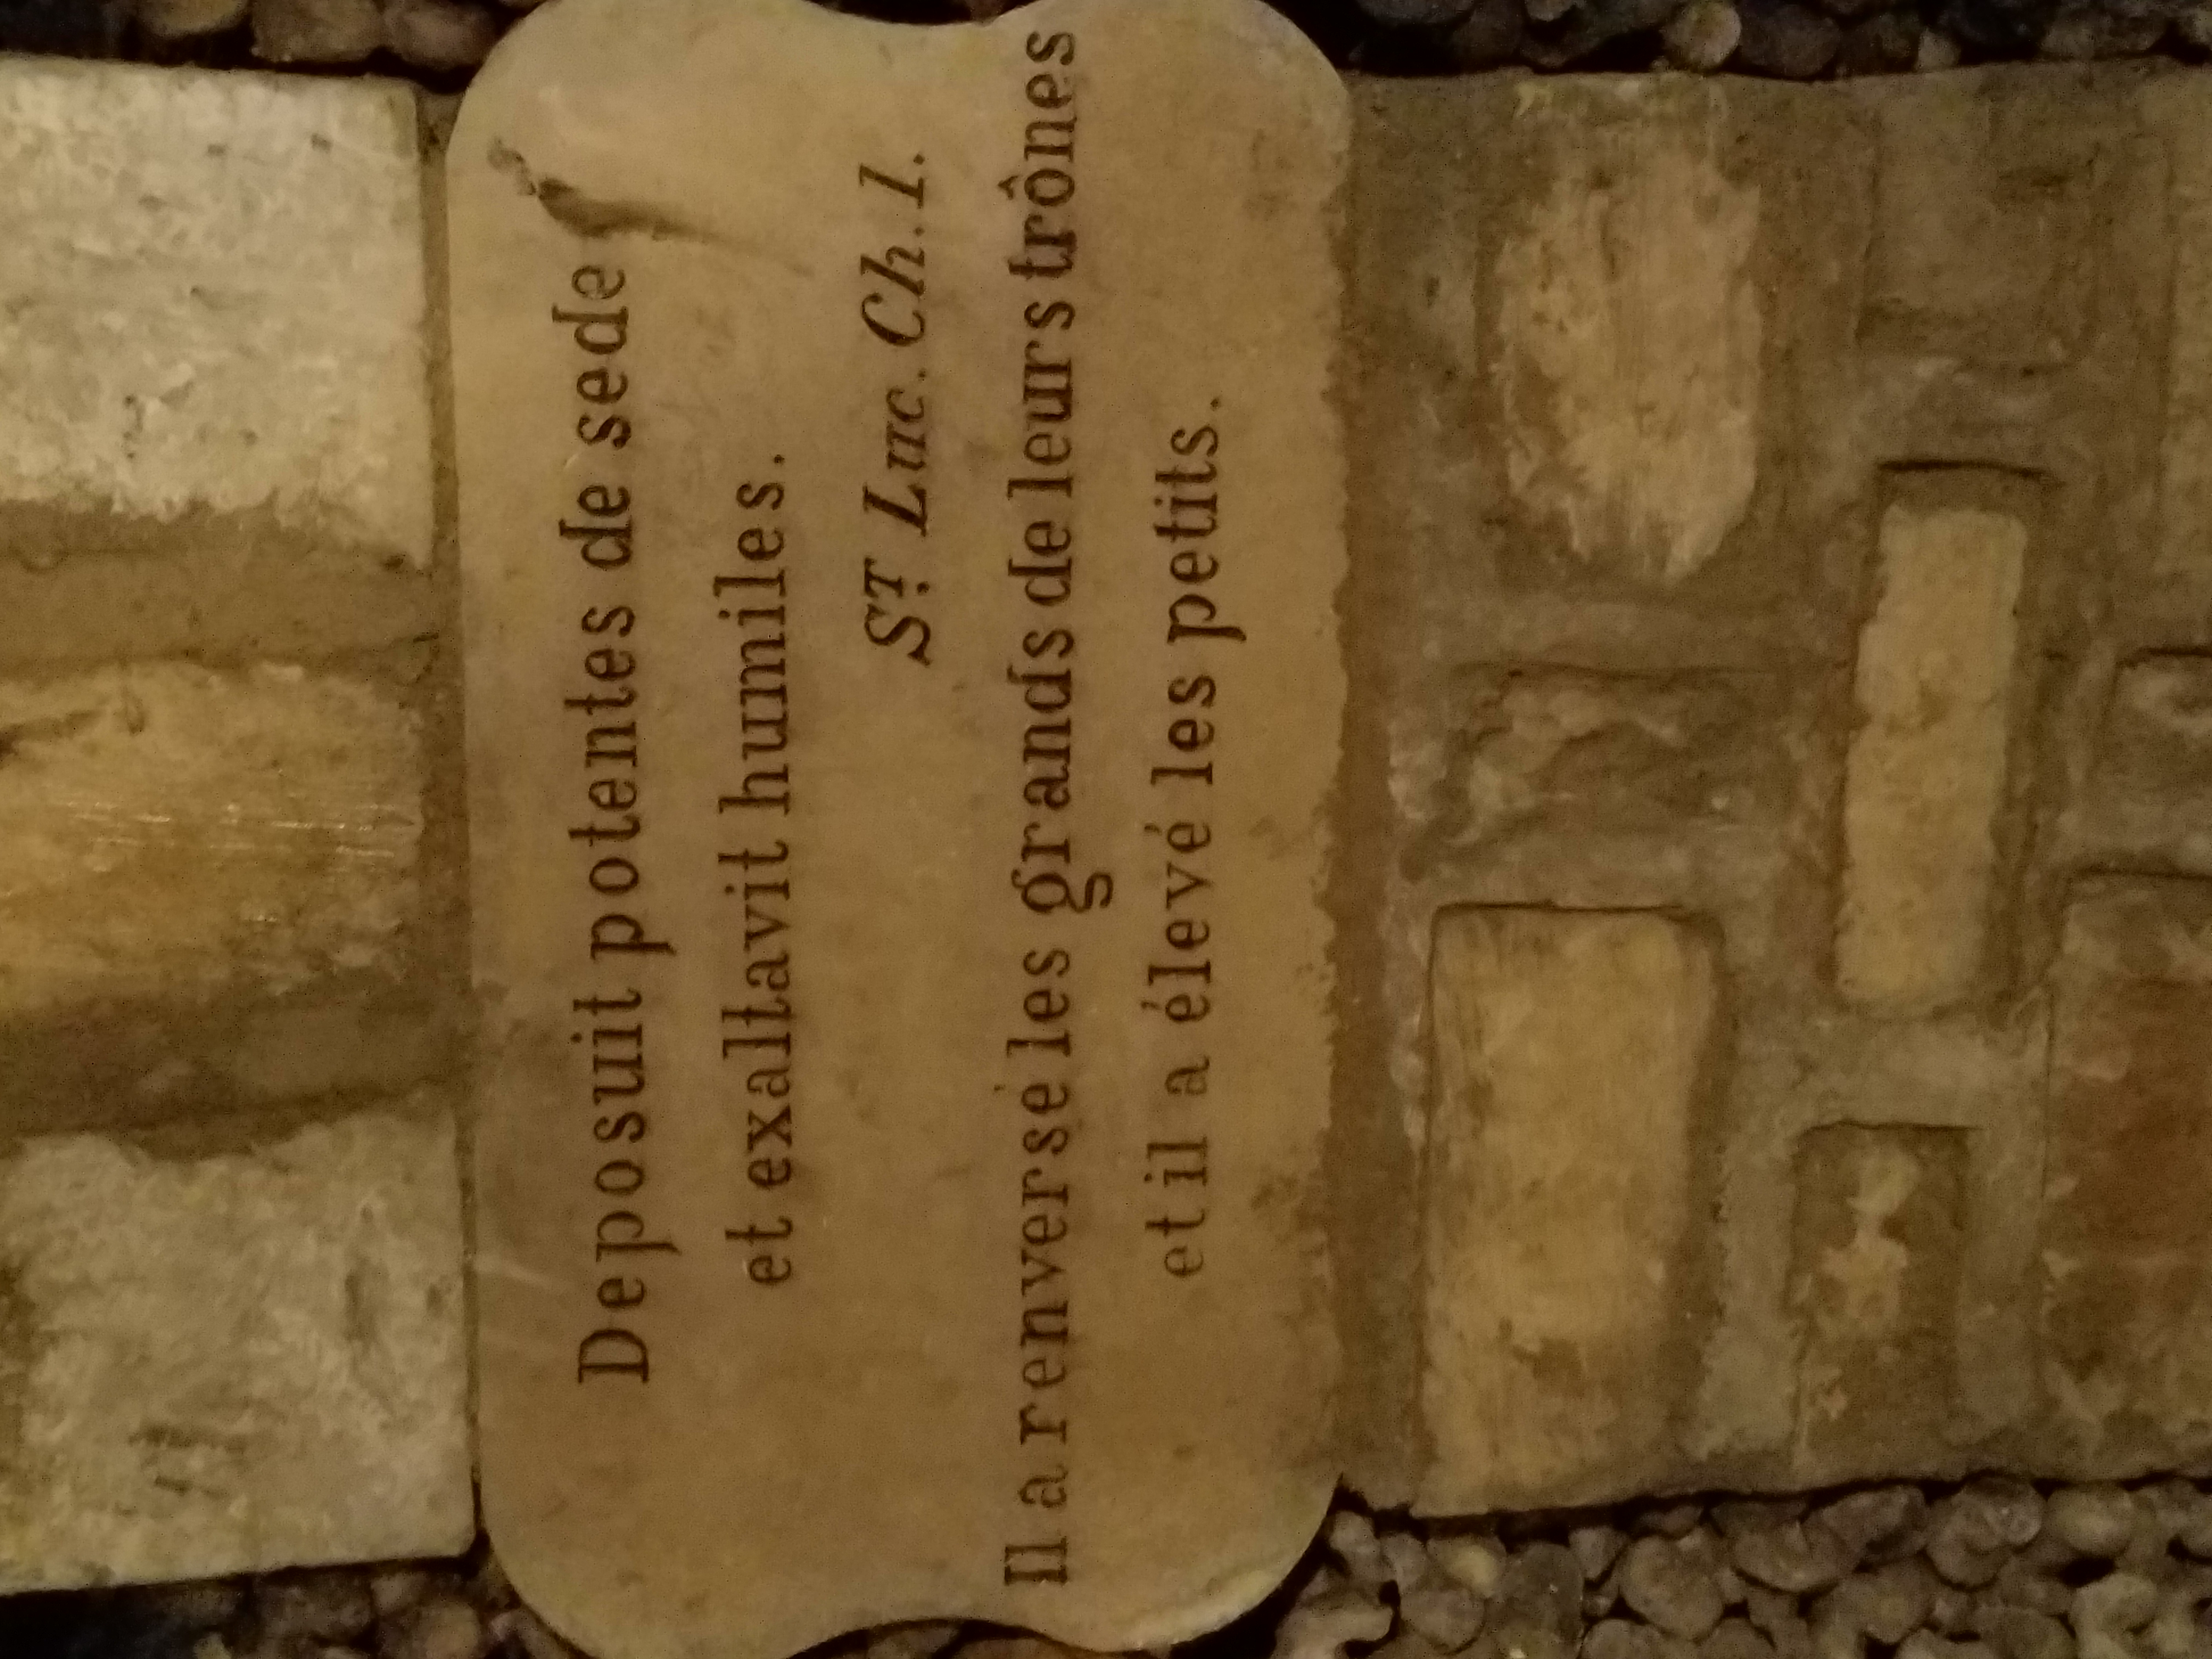 Deposuit potentes de sede
et exaltavit humiles.
ST. Luc. Ch. 1.
Il a renversé les grands de leurs trônes
et il a élevé les petits.